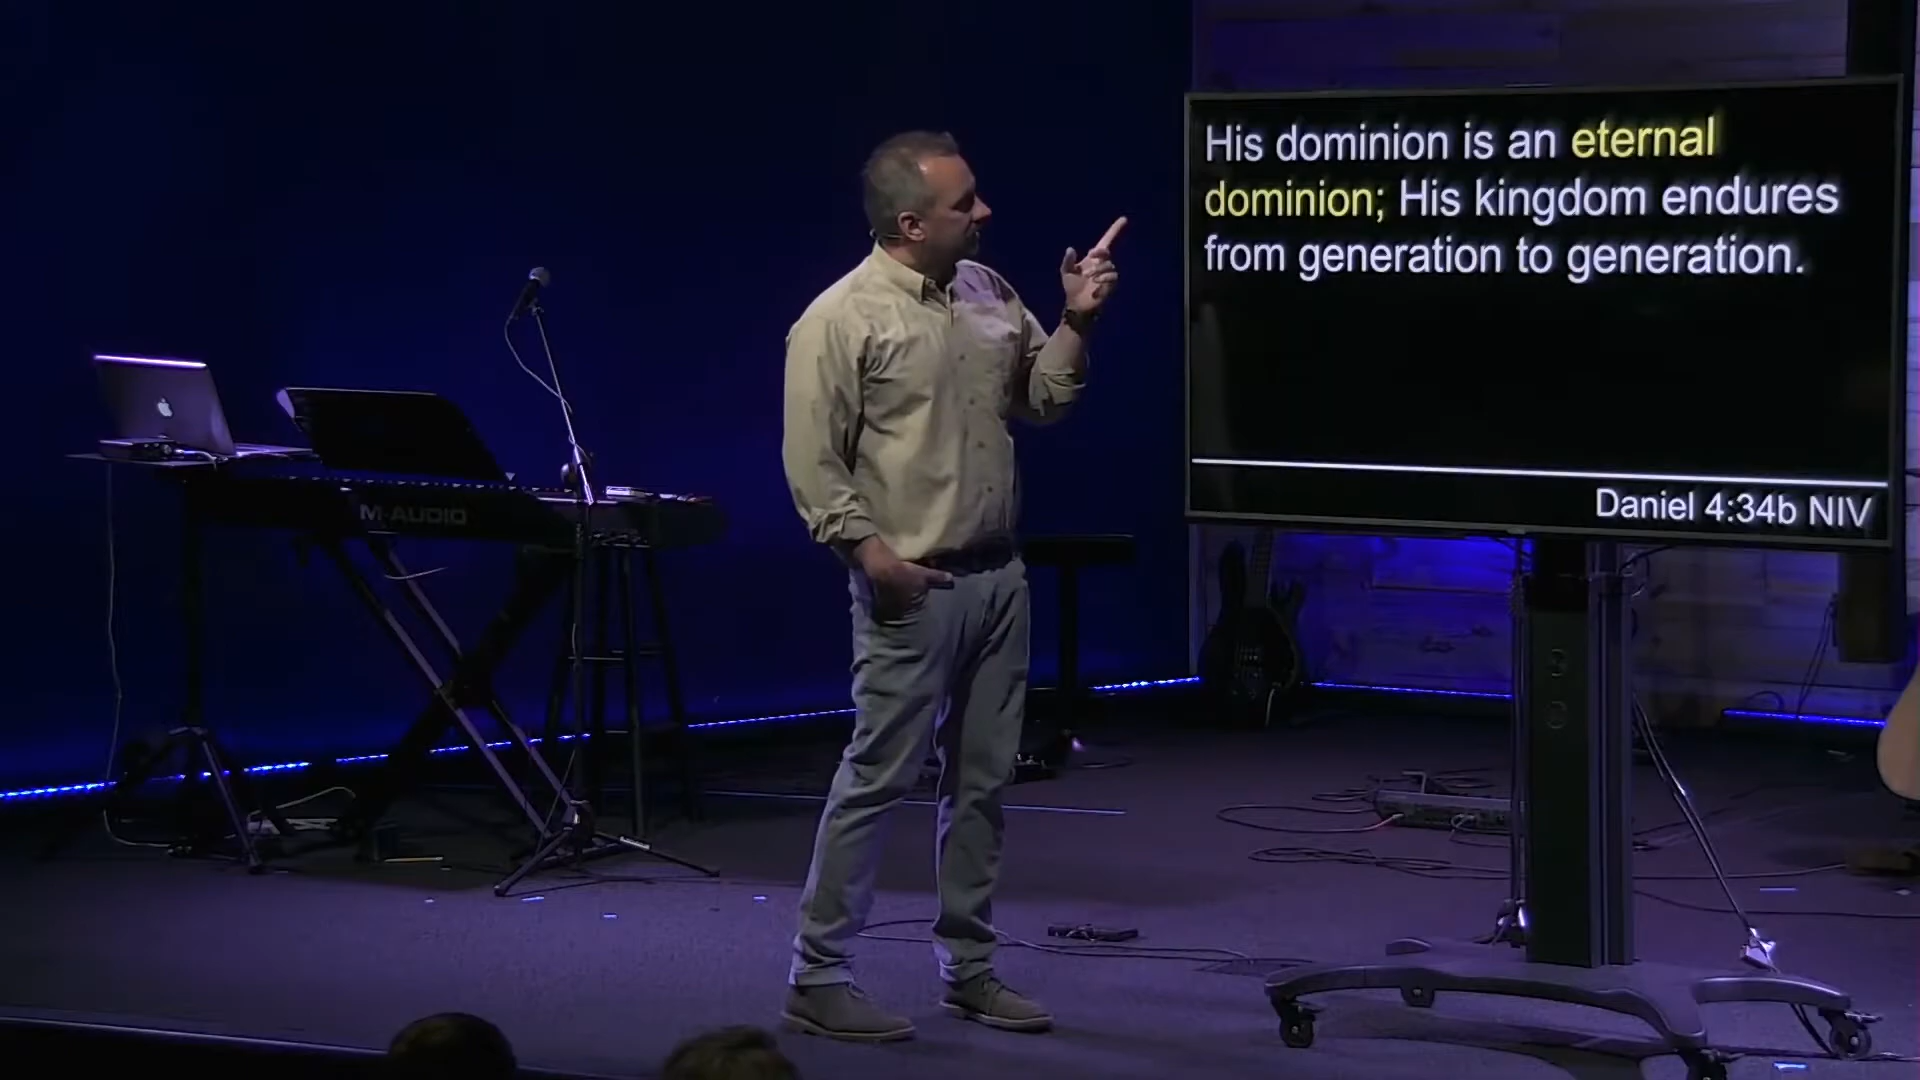 His dominion is an eternal
dominion; His kingdom endures
from generation to generation.
Daniel 4:34b NIV
M-AUDIO